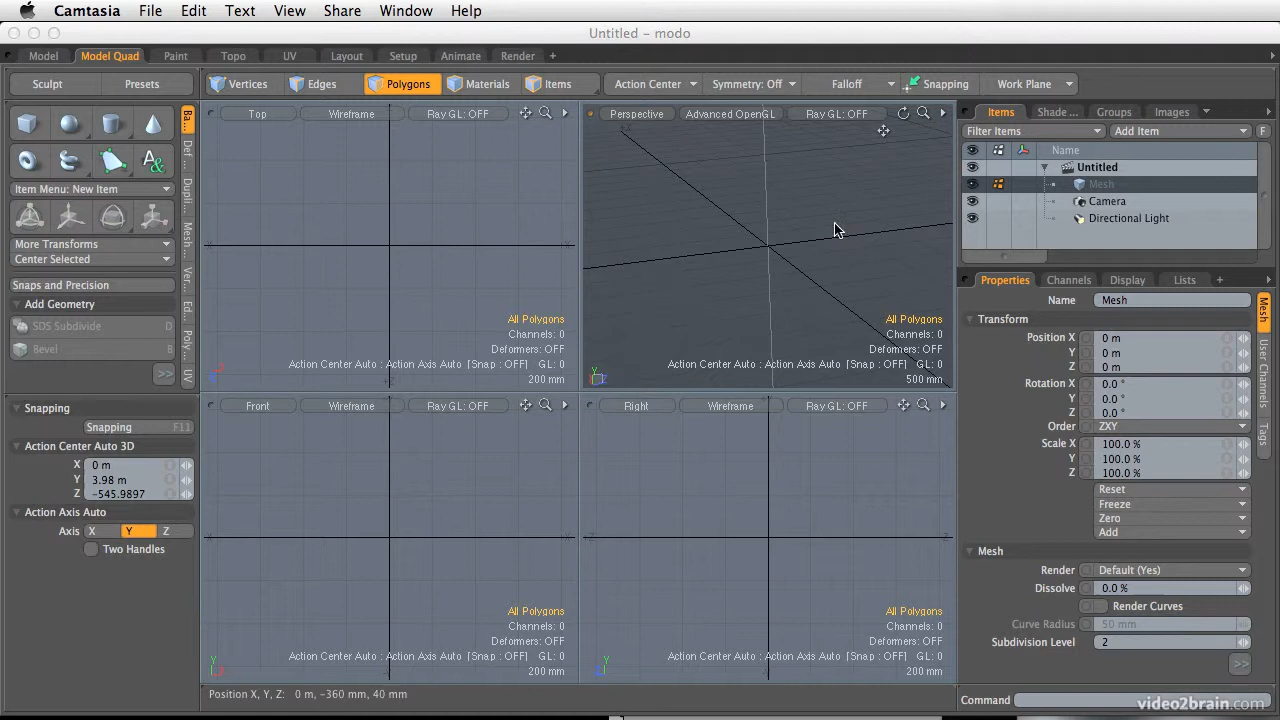 Camtasia File Edit Text View Share Window Help
Untitled – modo
Model Model Quad Paint Topo UV Layout Setup Animate Render +
Sculpt Presets Vertices Edges Polygons Materials Items Action Center Symmetry: Off Falloff Snapping Work Plane
Top Wireframe Ray GL: OFF
Perspective Advanced OpenGL Ray GL: OFF
Items Shade ... Groups Images
Filter Items Add Item F
Name
Untitled
Mesh
Camera
Directional Light
Ba...
Def...
Dupli...
Mesh...
Ver...
Ed...
Poly...
UV
Item Menu: New Item
More Transforms
Center Selected
Snaps and Precision
Add Geometry
SDS Subdivide D
Bevel B
>>
All Polygons
Channels: 0
Deformers: OFF
Action Center Auto : Action Axis Auto [Snap : OFF] GL: 0
200 mm
All Polygons
Channels: 0
Deformers: OFF
Action Center Auto : Action Axis Auto [Snap : OFF] GL: 0
500 mm
Snapping
Snapping F11
Action Center Auto 3D
X 0 m
Y 3.98 m
Z -545.9897
Action Axis Auto
Axis X Y Z
Two Handles
Front Wireframe Ray GL: OFF
Right Wireframe Ray GL: OFF
All Polygons
Channels: 0
Deformers: OFF
Action Center Auto : Action Axis Auto [Snap : OFF] GL: 0
200 mm
All Polygons
Channels: 0
Deformers: OFF
Action Center Auto : Action Axis Auto [Snap : OFF] GL: 0
200 mm
Position X, Y, Z: 0 m, -360 mm, 40 mm
Properties Channels Display Lists +
Name Mesh
Transform
Position X 0 m
Y 0 m
Z 0 m
Rotation X 0.0 °
Y 0.0 °
Z 0.0 °
Order ZXY
Scale X 100.0 %
Y 100.0 %
Z 100.0 %
Reset
Freeze
Zero
Add
Mesh
Render Default (Yes)
Dissolve 0.0 %
Render Curves
Curve Radius 50 mm
Subdivision Level 2
>>
Mesh
User Channels
Tags
Command
video2brain.com